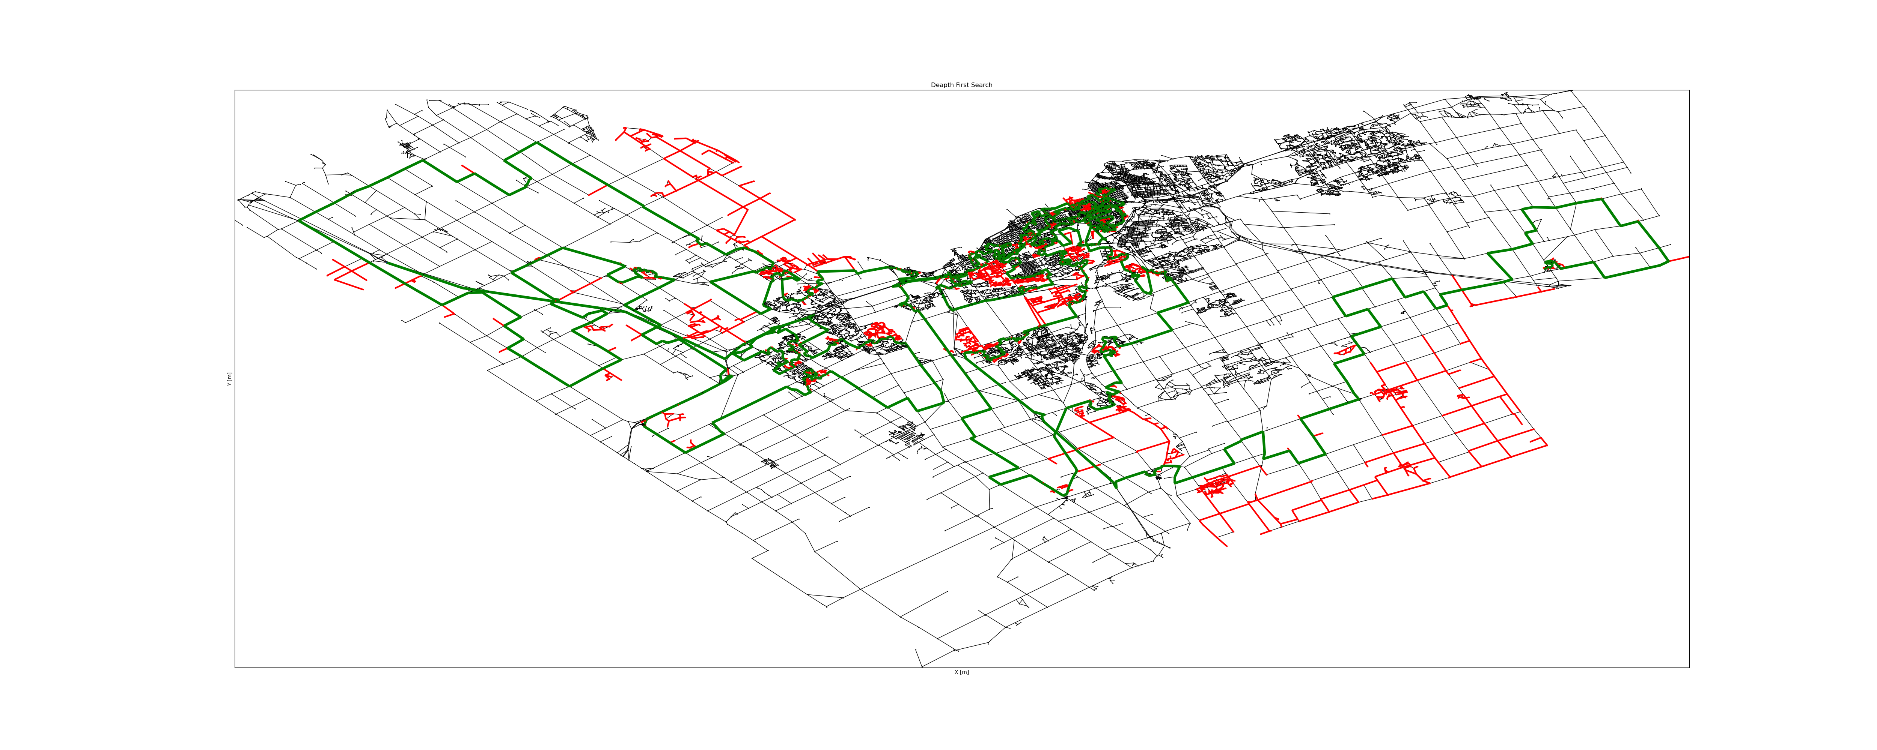 Deapth First Search
Y [m]
X [m]